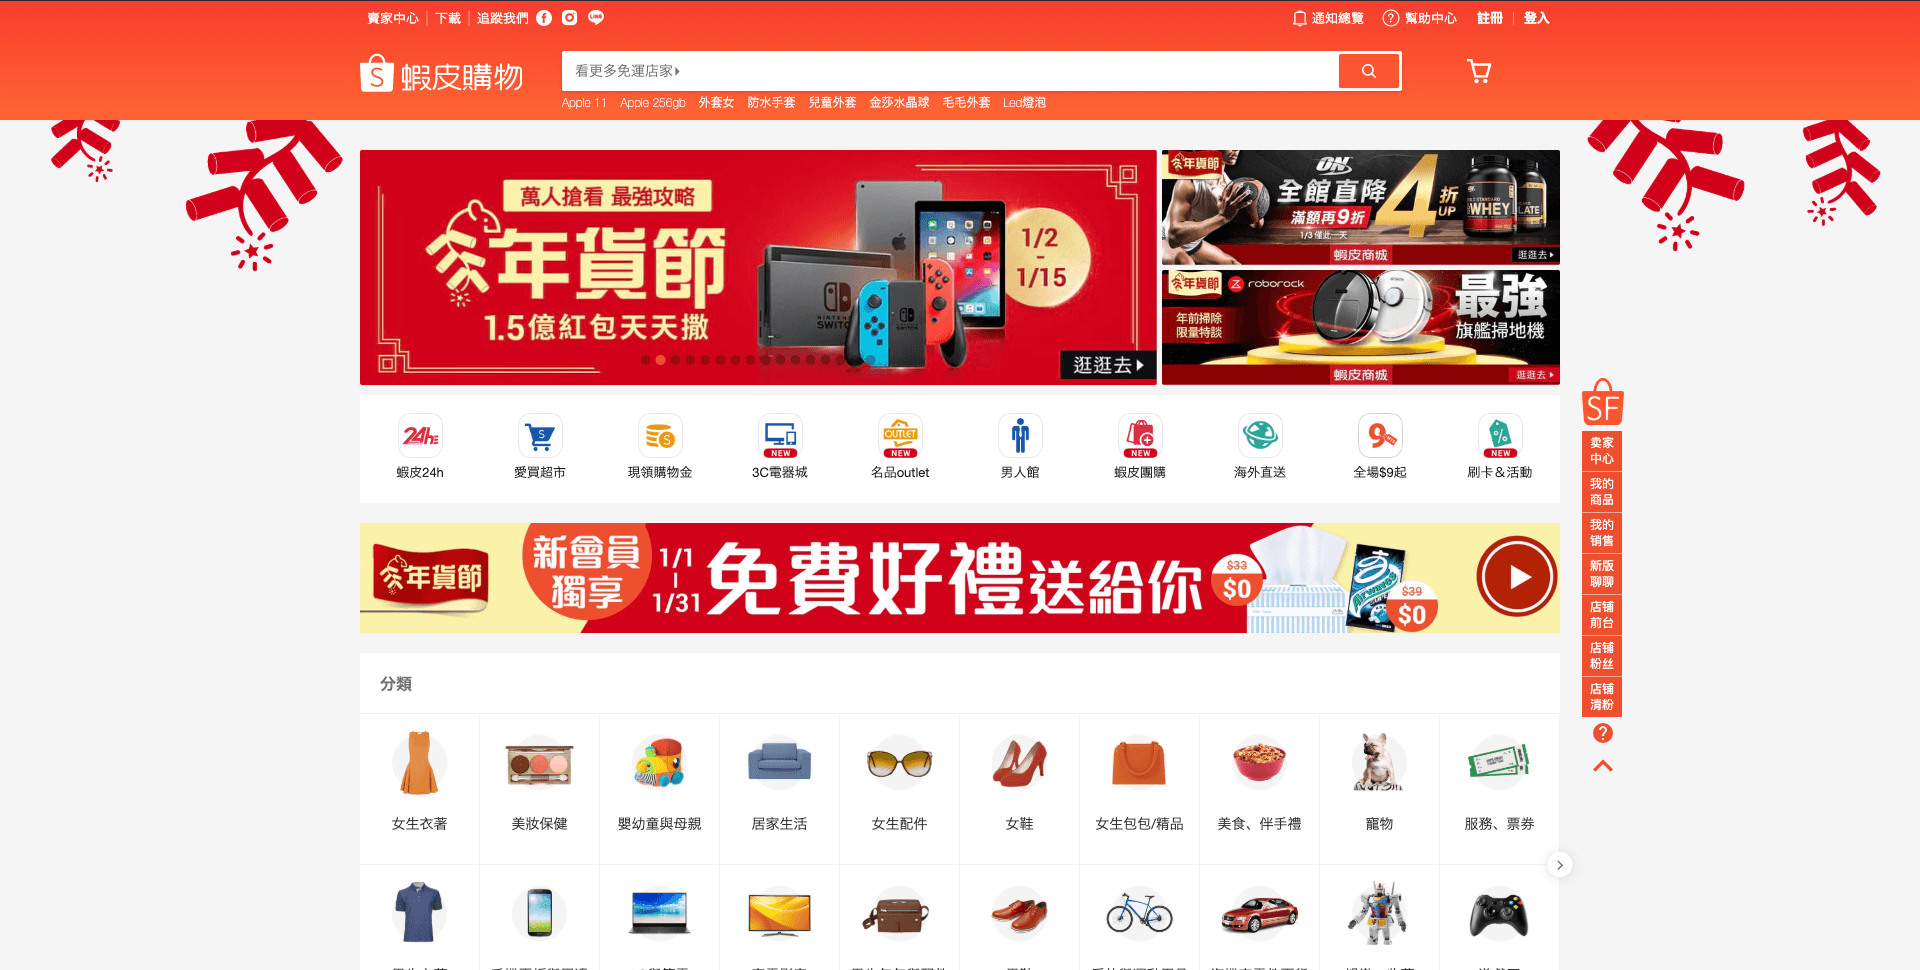 賣家中心 下載 追蹤我們
通知總覽 幫助中心 註冊 登入
蝦皮購物
看更多免運店家
Apple 11 Apple 256gb 外套女 防水手套 兒童外套 金莎水晶球 毛毛外套 Led燈泡
萬人搶看 最強攻略
年貨節
1.5億紅包天天撒
1/2
-
1/15
NINTENDO
逛逛去
年貨節
ON
全館直降4折UP
滿額再9折
1/3 僅此一天
WHEY
蝦皮商城
逛逛去
年貨節
roborock
最強
旗艦掃地機
年前掃除
限量特談
蝦皮商城
逛逛去
24h
OUTLET
NEW
NEW
NEW
NEW
蝦皮24h
愛買超市
現領購物金
3C電器城
名品outlet
男人館
蝦皮團購
海外直送
全場$9起
刷卡＆活動
年貨節
新會員
獨享
1/1
|
1/31
免費好禮送給你
$33
$0
Airwaves
$39
$0
SF
卖家
中心
我的
商品
我的
销售
新版
聊聊
店铺
前台
店铺
粉丝
店铺
清粉
分類
女生衣著
美妝保健
嬰幼童與母親
居家生活
女生配件
女鞋
女生包包/精品
美食、伴手禮
寵物
服務、票券